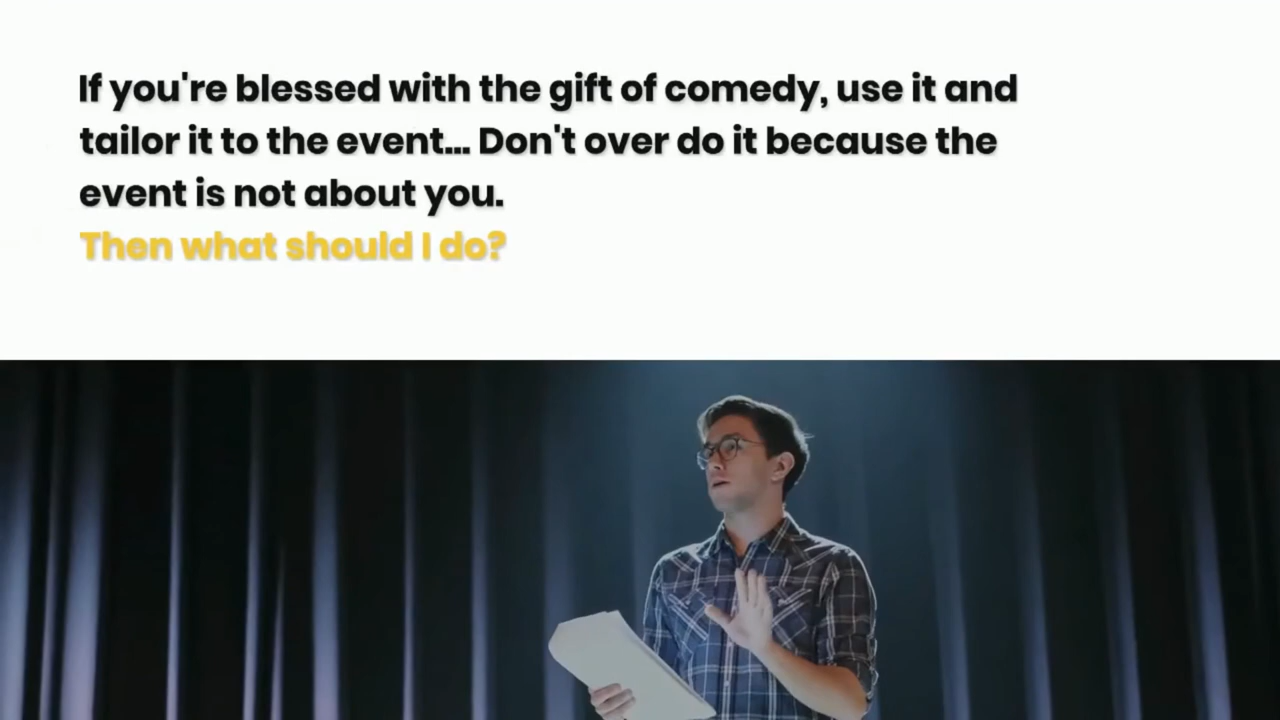 If you're blessed with the gift of comedy, use it and
tailor it to the event... Don't over do it because the
event is not about you.
Then what should I do?